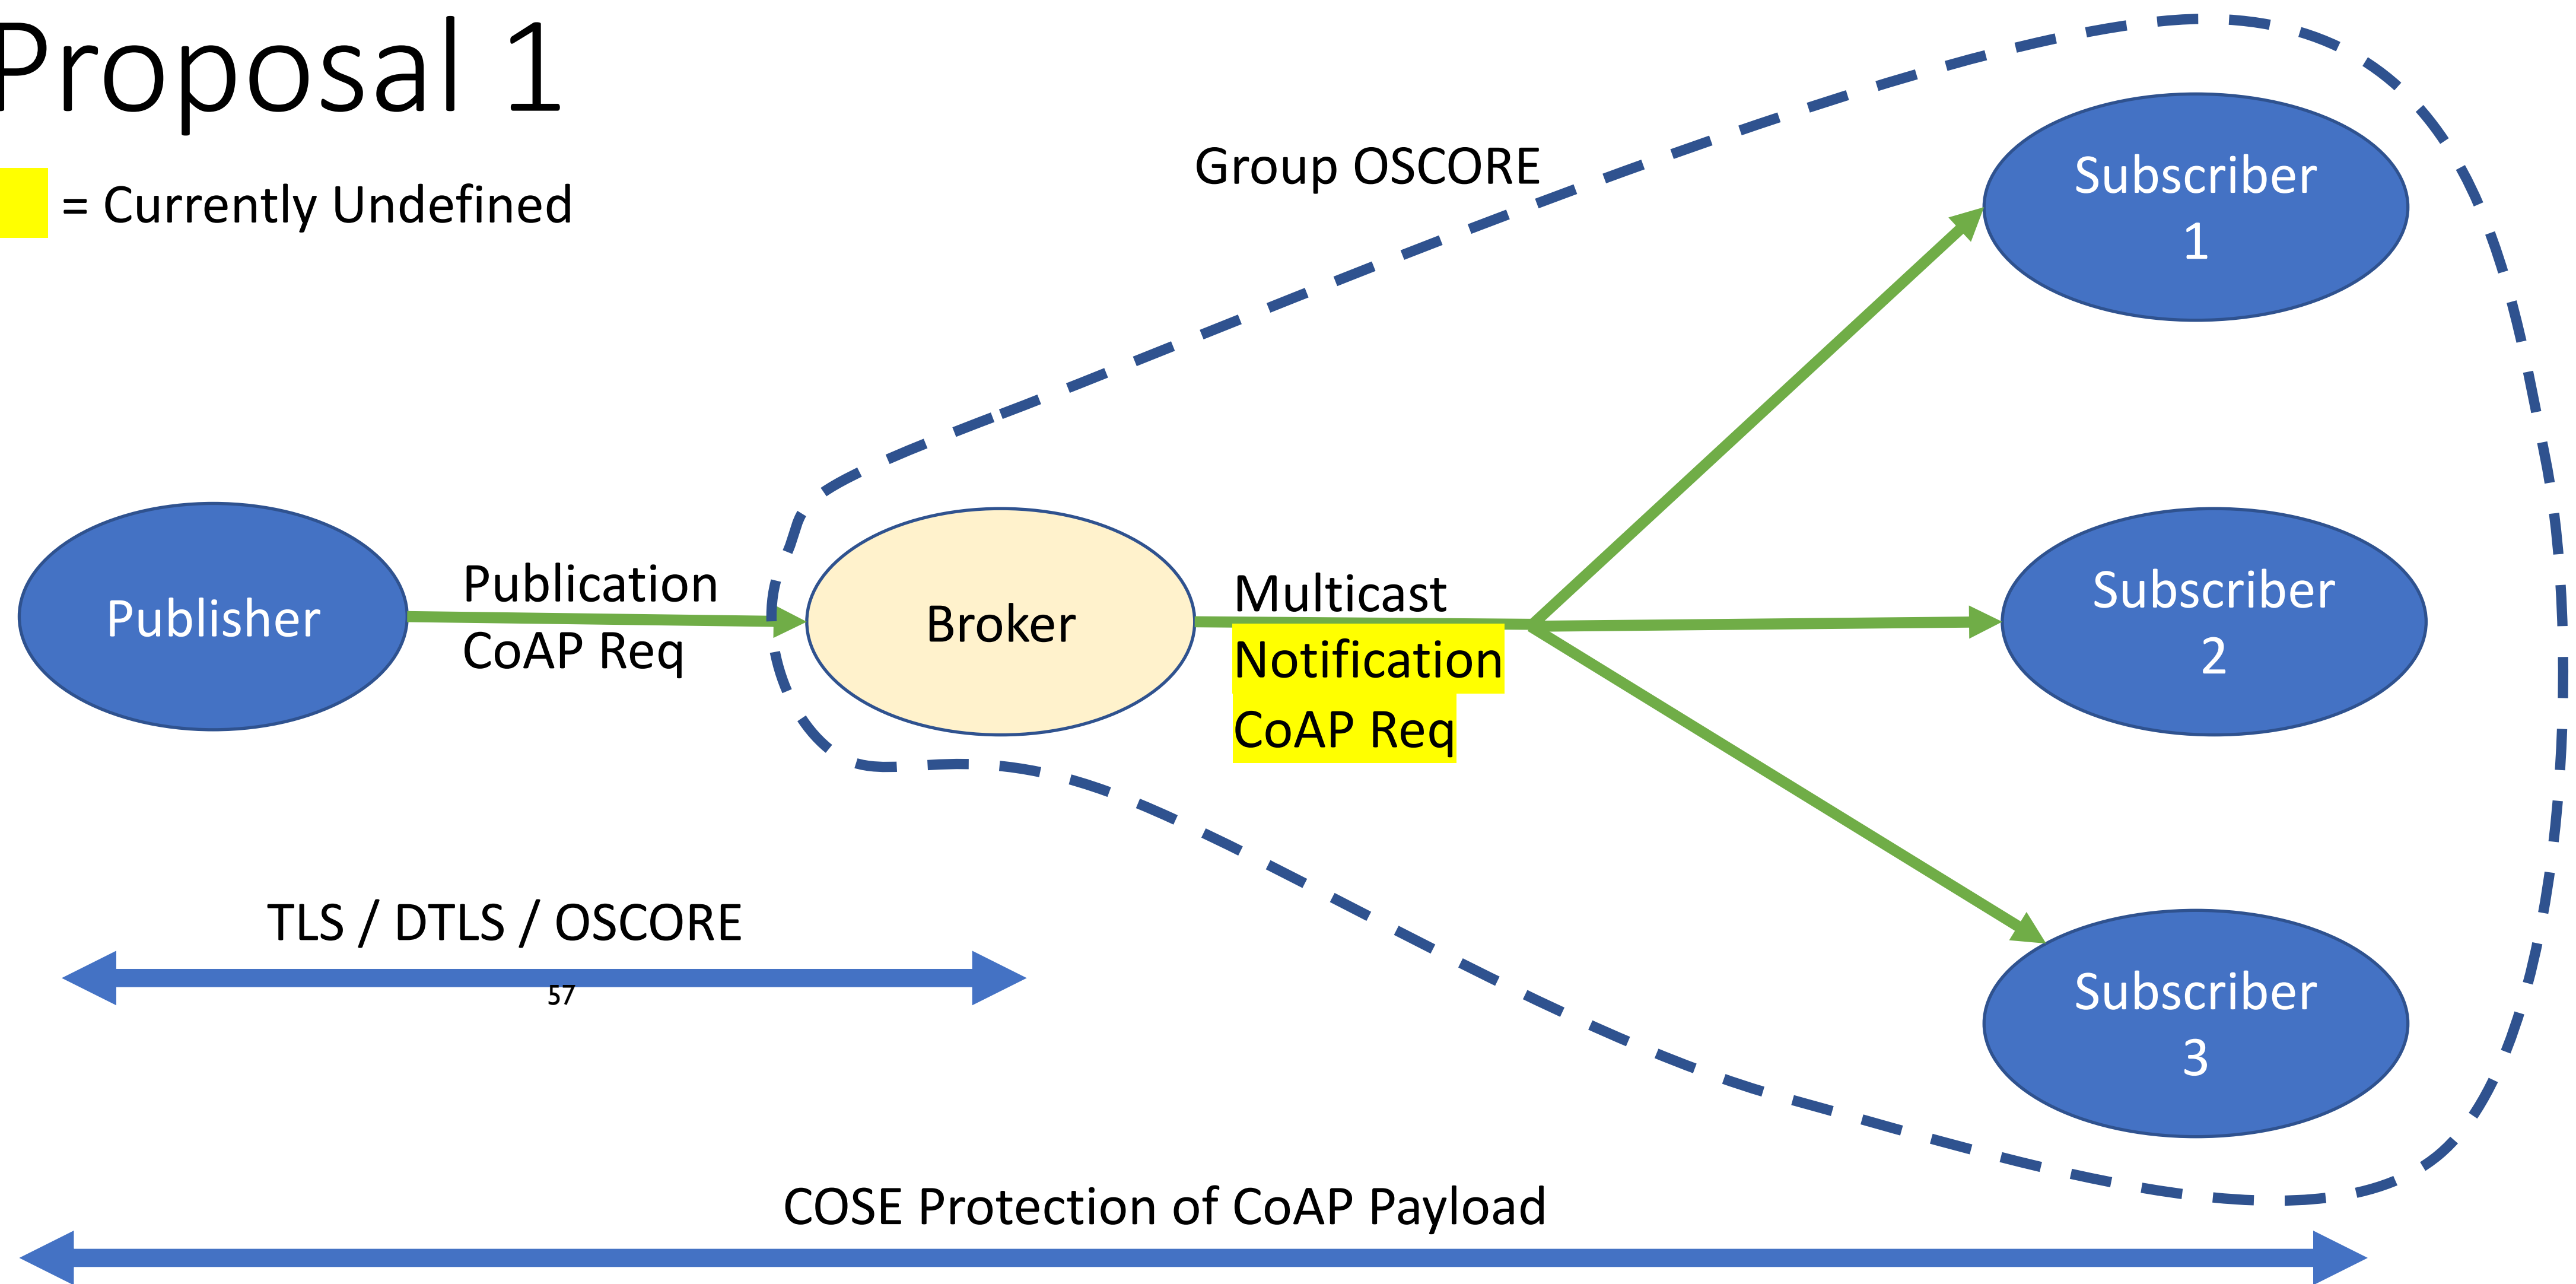 Proposal 1
= Currently Undefined
Group OSCORE
Subscriber
1
Publisher
Publication
CoAP Req
Broker
Multicast
Notification
CoAP Req
Subscriber
2
TLS / DTLS / OSCORE
57
Subscriber
3
COSE Protection of CoAP Payload